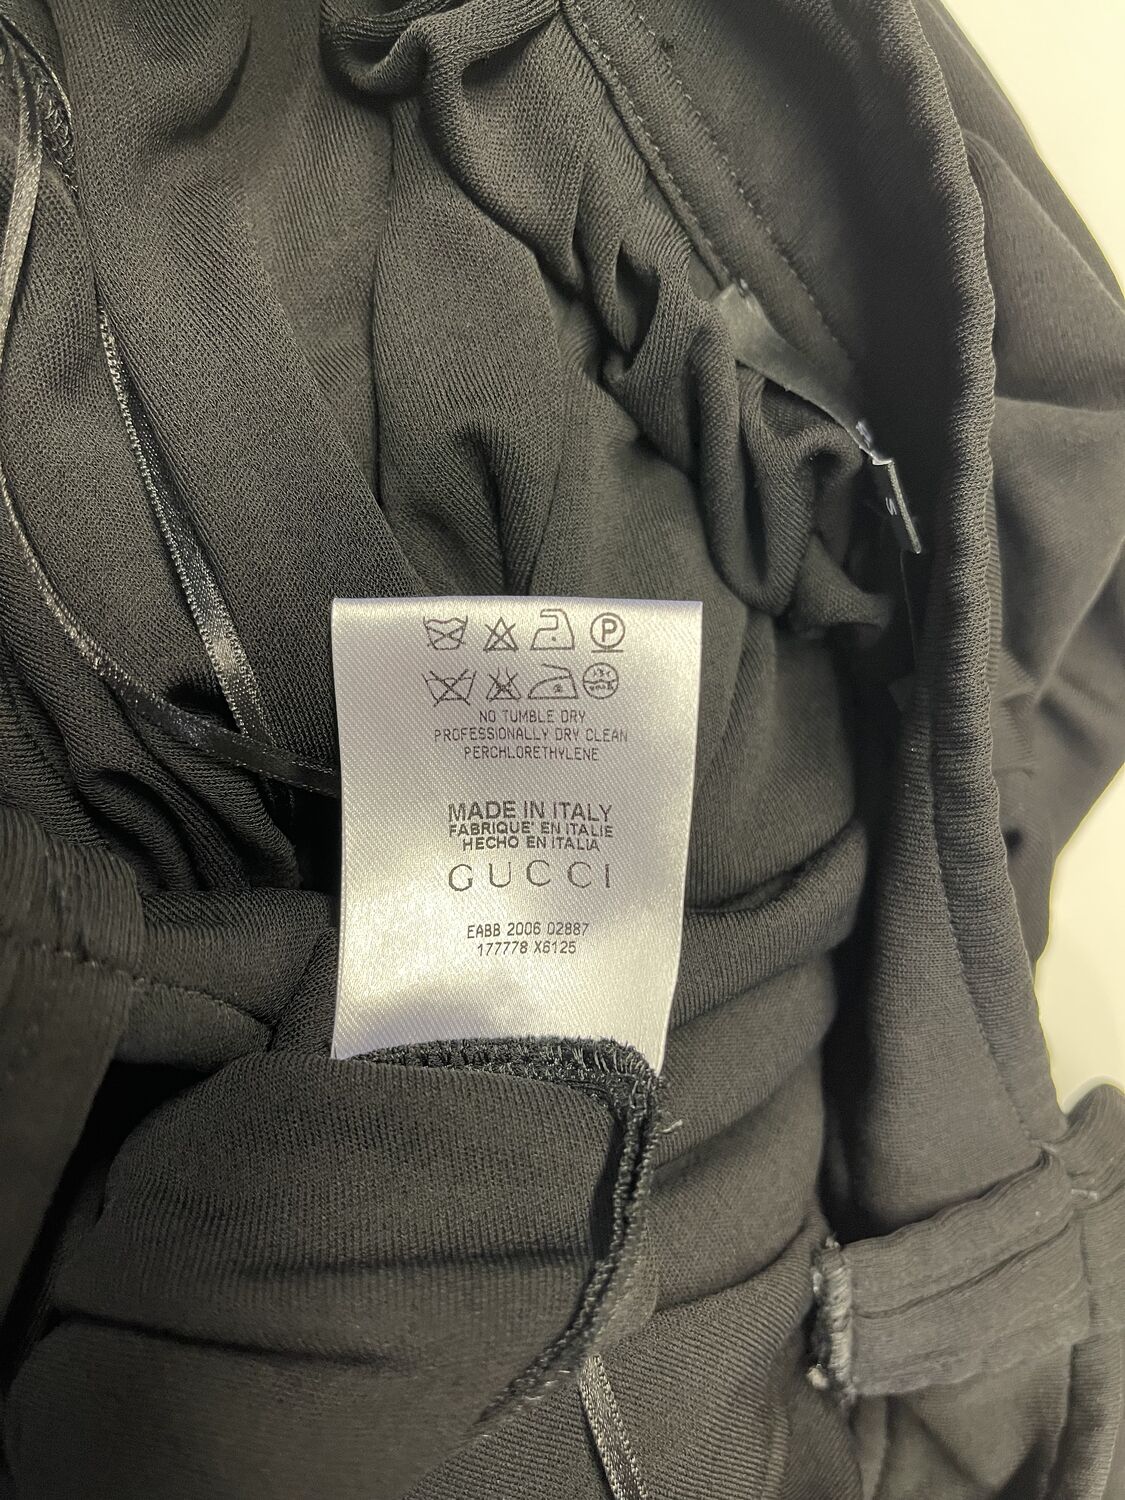 P
NO TUMBLE DRY
PROFESSIONALLY DRY CLEAN
PERCHLORETHYLENE
MADE IN ITALY
FABRIQUE' EN ITALIE
HECHO EN ITALIA
GUCCI
EABB 2006 02887
177778 X6125
S